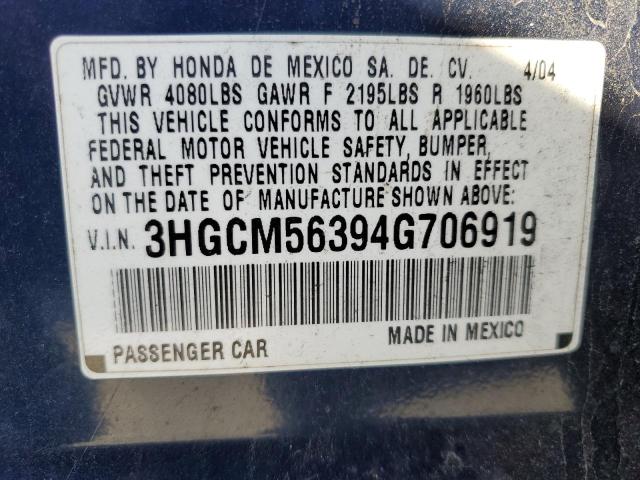 MFD. BY HONDA DE MEXICO SA. DE. CV. 4/04
GVWR 4080LBS GAWR F 2195LBS R 1960LBS
THIS VEHICLE CONFORMS TO ALL APPLICABLE
FEDERAL MOTOR VEHICLE SAFETY, BUMPER,
AND THEFT PREVENTION STANDARDS IN EFFECT
ON THE DATE OF MANUFACTURE SHOWN ABOVE:
V.I.N. 3HGCM56394G706919
PASSENGER CAR MADE IN MEXICO